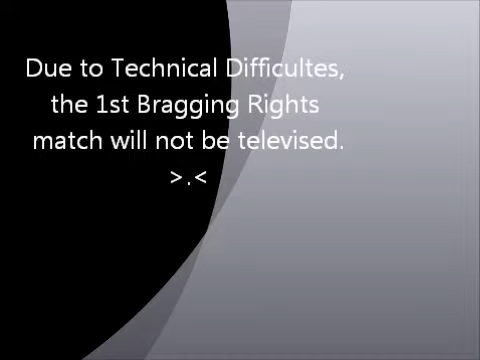 Due to Technical Difficultes,
the 1st Bragging Rights
match will not be televised.
>.<